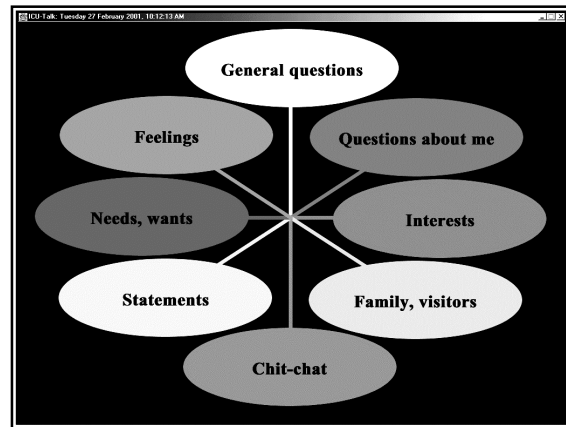 ICU-Talk: Tuesday 27 February 2001, 10:12:13 AM
General questions
Feelings
Questions about me
Needs, wants
Interests
Statements
Family, visitors
Chit-chat